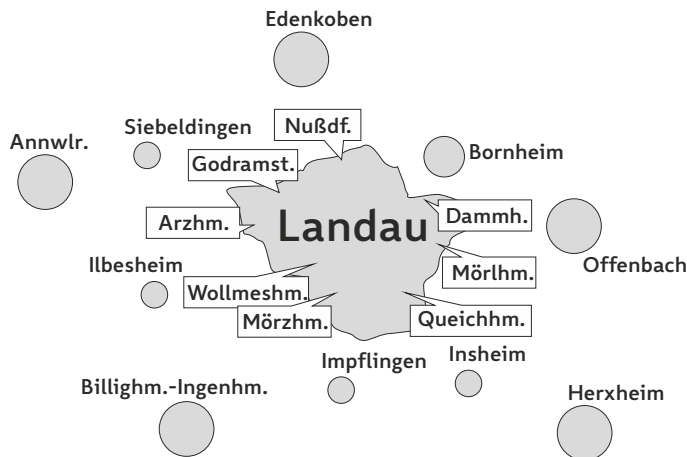 Edenkoben
Nußdf.
Siebeldingen
Annwlr.
Bornheim
Godramst.
Arzhm.
Landau
Dammh.
Ilbesheim
Mörlhm.
Offenbach
Wollmeshm.
Mörzhm.
Queichhm.
Impflingen
Insheim
Billighm.-Ingenhm.
Herxheim